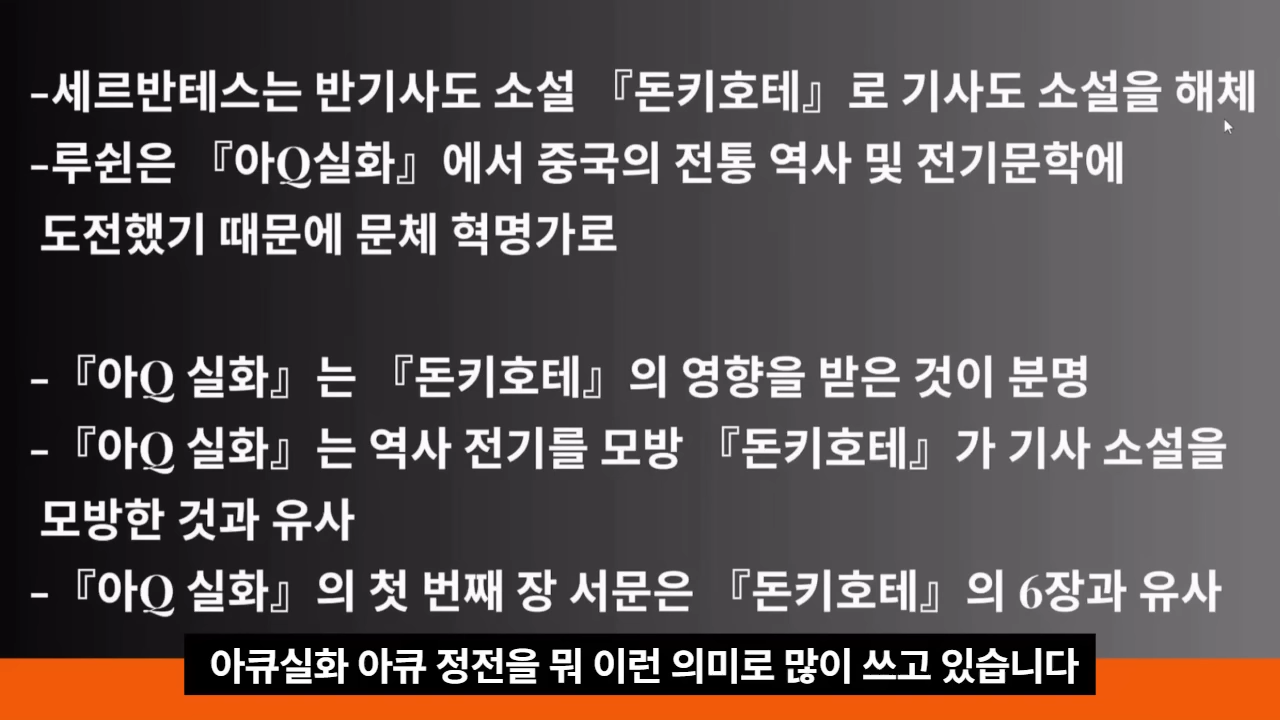 -세르반테스는 반기사도 소설 『돈키호테』로 기사도 소설을 해체
-루쉰은 『아Q실화』에서 중국의 전통 역사 및 전기문학에
도전했기 때문에 문체 혁명가로
-『아Q 실화』는 『돈키호테』의 영향을 받은 것이 분명
-『아Q 실화』는 역사 전기를 모방 『돈키호테』가 기사 소설을
모방한 것과 유사
-『아Q 실화』의 첫 번째 장 서문은 『돈키호테』의 6장과 유사
아큐실화 아큐 정전을 뭐 이런 의미로 많이 쓰고 있습니다